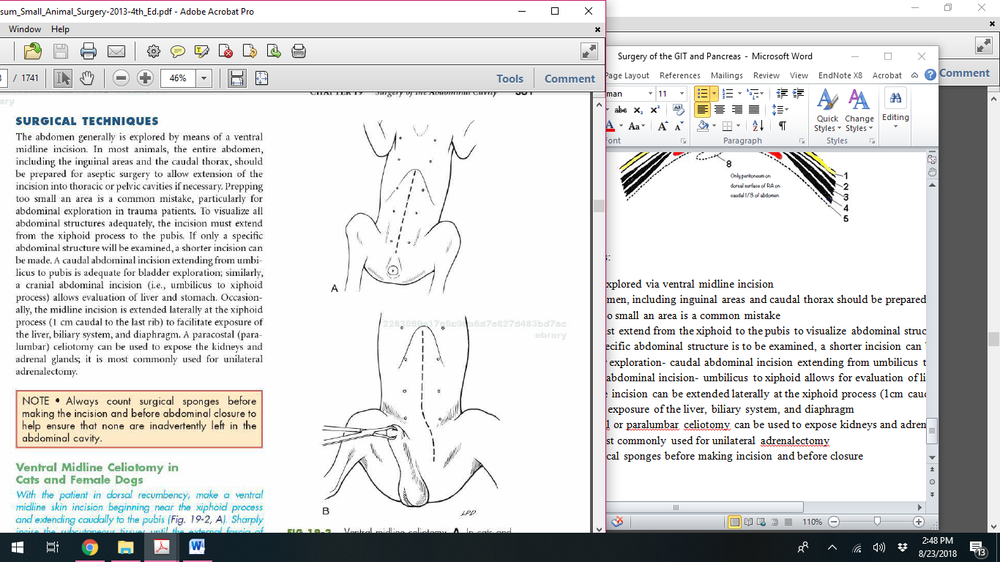 sum_Small_Animal_Surgery-2013-4th_Ed.pdf - Adobe Acrobat Pro
Window Help
/ 1741
46%
Tools Comment
CHAPTER 19 Surgery of the Abdominal Cavity
SURGICAL TECHNIQUES
The abdomen generally is explored by means of a ventral
midline incision. In most animals, the entire abdomen,
including the inguinal areas and the caudal thorax, should
be prepared for aseptic surgery to allow extension of the
incision into thoracic or pelvic cavities if necessary. Prepping
too small an area is a common mistake, particularly for
abdominal exploration in trauma patients. To visualize all
abdominal structures adequately, the incision must extend
from the xiphoid process to the pubis. If only a specific
abdominal structure will be examined, a shorter incision can
be made. A caudal abdominal incision extending from umbi-
licus to pubis is adequate for bladder exploration; similarly,
a cranial abdominal incision (i.e., umbilicus to xiphoid
process) allows evaluation of liver and stomach. Occasion-
ally, the midline incision is extended laterally at the xiphoid
process (1 cm caudal to the last rib) to facilitate exposure of
the liver, biliary system, and diaphragm. A paracostal (para-
lumbar) celiotomy can be used to expose the kidneys and
adrenal glands; it is most commonly used for unilateral
adrenalectomy.
NOTE • Always count surgical sponges before
making the incision and before abdominal closure to
help ensure that none are inadvertently left in the
abdominal cavity.
Ventral Midline Celiotomy in
Cats and Female Dogs
With the patient in dorsal recumbency, make a ventral
midline skin incision beginning near the xiphoid process
and extending caudally to the pubis (Fig. 19-2, A). Sharply
incise the subcutaneous tissues until the external fascia of
A
ebrary
B
LPD
FIG 19-2 Ventral midline celiotomy. A, In cats and
Comment
Surgery of the GIT and Pancreas - Microsoft Word
Page Layout References Mailings Review View EndNote X8 Acrobat
man 11
Quick Styles Change Styles Editing
Font Paragraph Styles
8
Only peritoneum on
dorsal surface of RA on
caudal 1/3 of abdomen
1
2
3
4
5
s:
explored via ventral midline incision
omen, including inguinal areas and caudal thorax should be prepared
o small an area is a common mistake
ust extend from the xiphoid to the pubis to visualize abdominal struc
ecific abdominal structure is to be examined, a shorter incision can
r exploration- caudal abdominal incision extending from umbilicus t
abdominal incision- umbilicus to xiphoid allows for evaluation of li
e incision can be extended laterally at the xiphoid process (1cm caud
exposure of the liver, biliary system, and diaphragm
l or paralumbar celiotomy can be used to expose kidneys and adren
st commonly used for unilateral adrenalectomy
cal sponges before making incision and before closure
110%
2:48 PM
8/23/2018
13